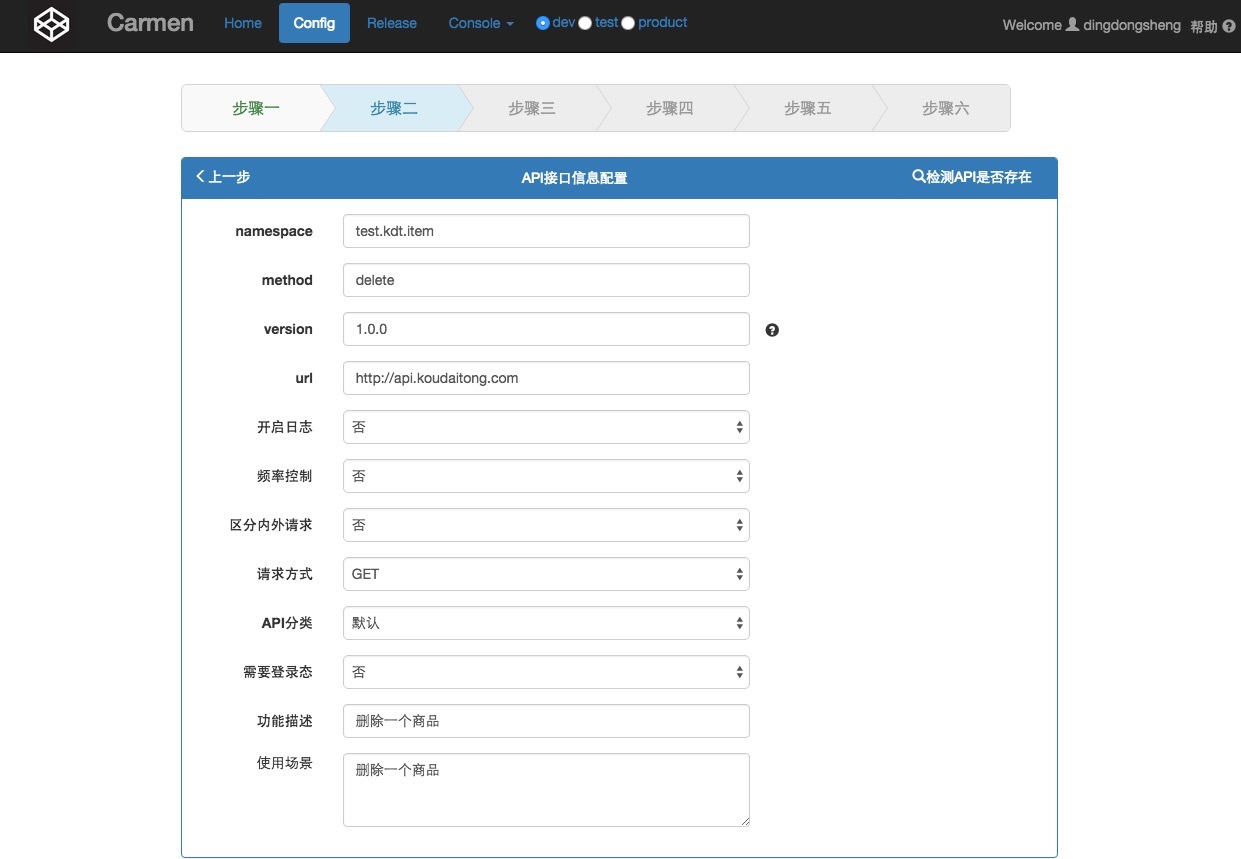 Carmen Home Config Release Console dev test product Welcome dingdongsheng 帮助
步骤一 步骤二 步骤三 步骤四 步骤五 步骤六
上一步 API接口信息配置 检测API是否存在
namespace test.kdt.item
method delete
version 1.0.0
url http://api.koudaitong.com
开启日志 否
频率控制 否
区分内外请求 否
请求方式 GET
API分类 默认
需要登录态 否
功能描述 删除一个商品
使用场景 删除一个商品